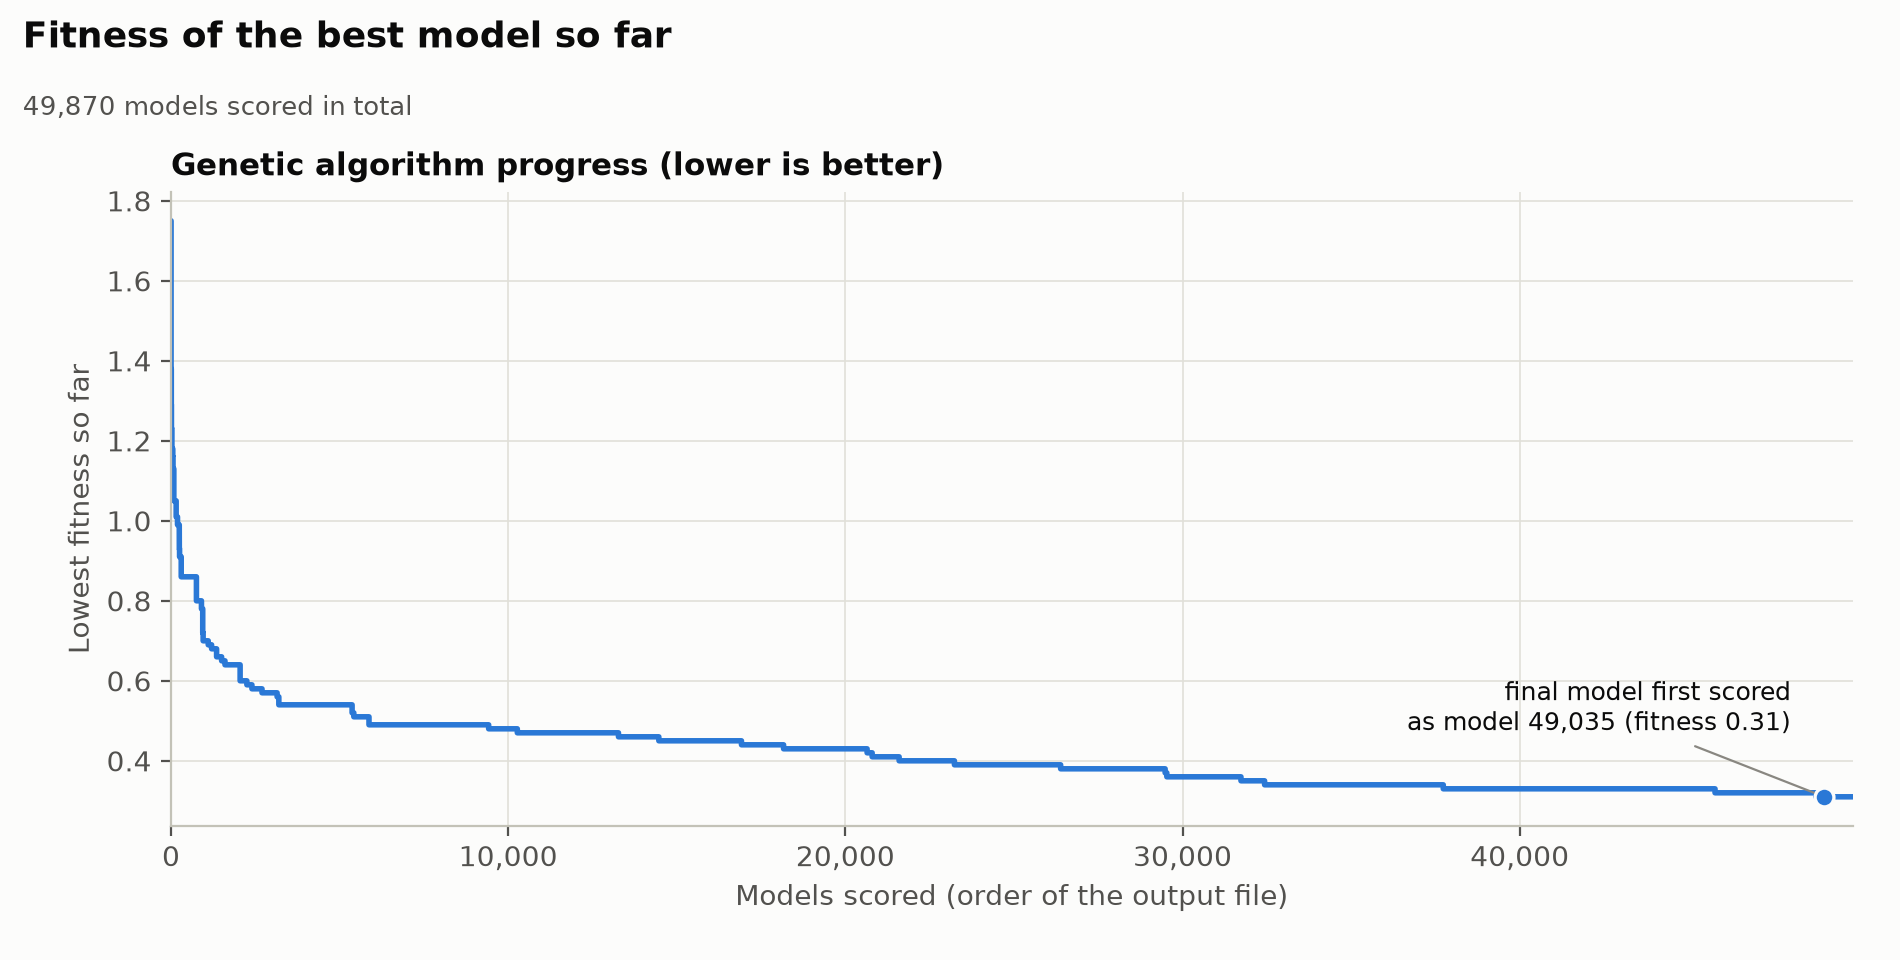 Fitness of the best model so far
49,870 models scored in total
Genetic algorithm progress (lower is better)
Lowest fitness so far
1.8
1.6
1.4
1.2
1.0
0.8
0.6
0.4
final model first scored
as model 49,035 (fitness 0.31)
0 10,000 20,000 30,000 40,000
Models scored (order of the output file)